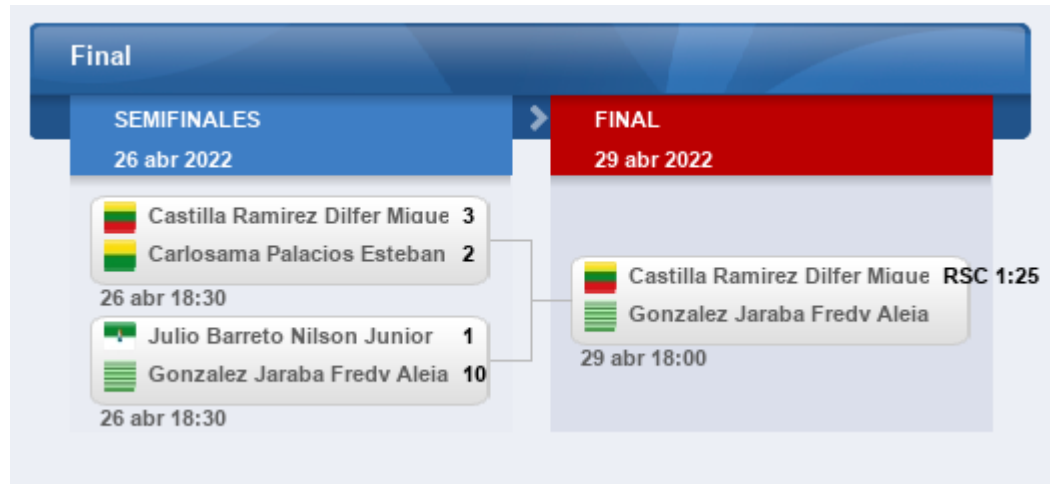 Final
SEMIFINALES
26 abr 2022
FINAL
29 abr 2022
Castilla Ramirez Dilfer Migue 3
Carlosama Palacios Esteban 2
26 abr 18:30
Julio Barreto Nilson Junior 1
Gonzalez Jaraba Fredy Aleja 10
26 abr 18:30
Castilla Ramirez Dilfer Migue RSC 1:25
Gonzalez Jaraba Fredy Aleja
29 abr 18:00